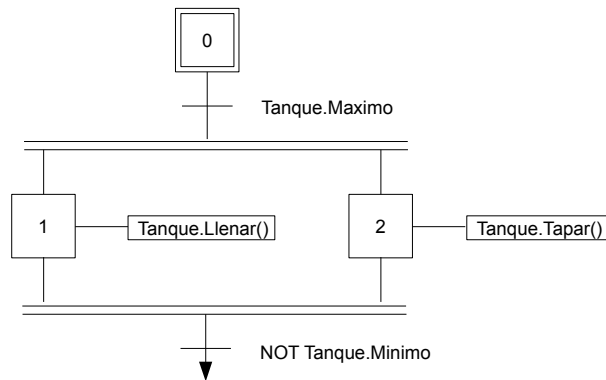 0
Tanque.Maximo
1
Tanque.Llenar()
2
Tanque.Tapar()
NOT Tanque.Minimo